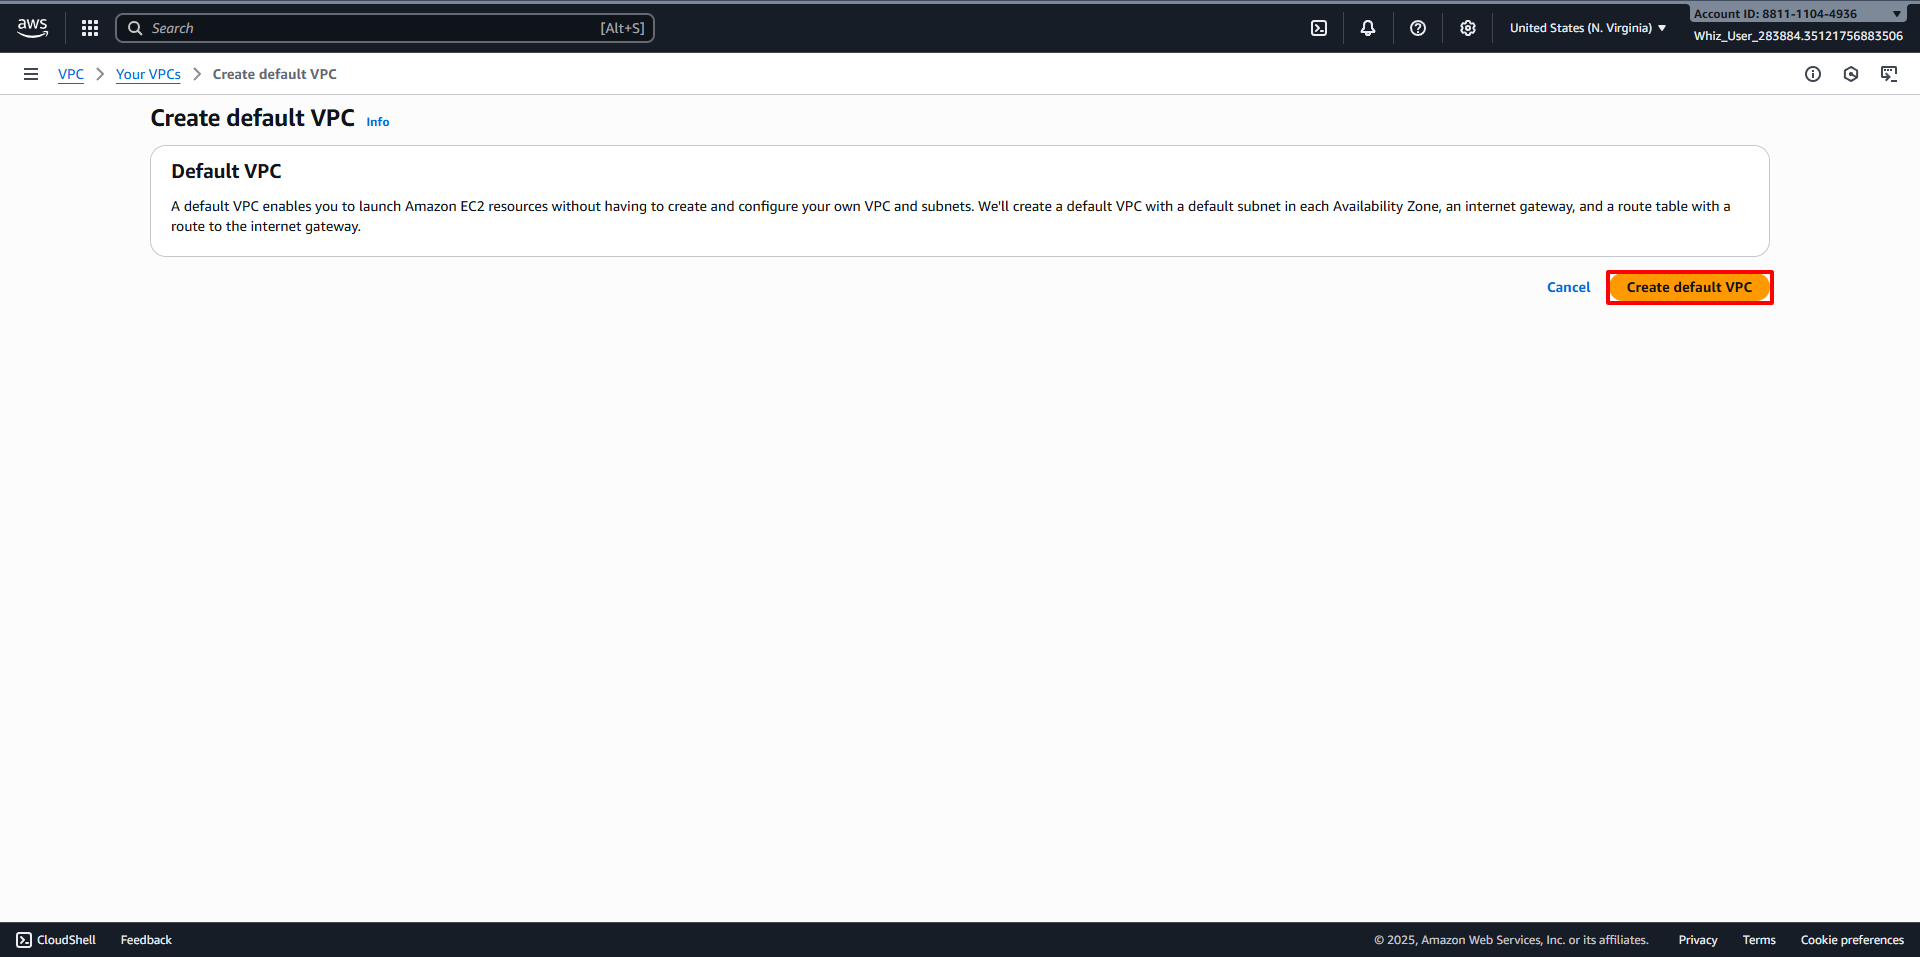 aws
Search [Alt+S]
United States (N. Virginia)
Account ID: 8811-1104-4936
Whiz_User_283884.35121756883506
VPC > Your VPCs > Create default VPC
Create default VPC Info
Default VPC
A default VPC enables you to launch Amazon EC2 resources without having to create and configure your own VPC and subnets. We'll create a default VPC with a default subnet in each Availability Zone, an internet gateway, and a route table with a
route to the internet gateway.
Cancel Create default VPC
CloudShell Feedback © 2025, Amazon Web Services, Inc. or its affiliates. Privacy Terms Cookie preferences